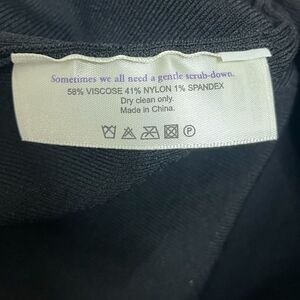 Sometimes we all need a gentle scrub-down.
58% VISCOSE 41% NYLON 1% SPANDEX
Dry clean only.
Made in China.
P